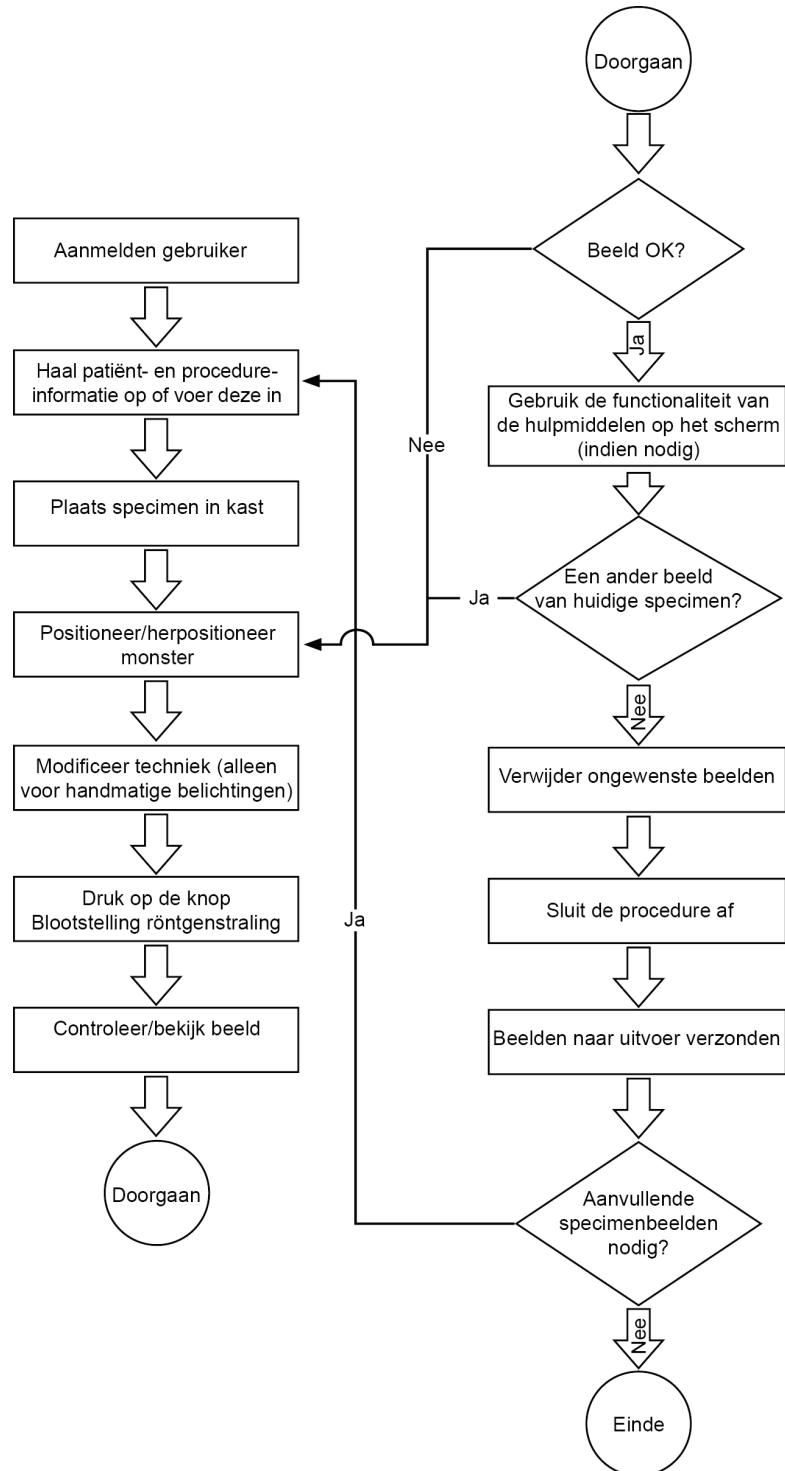 Aanmelden gebruiker
Haal patiënt- en procedure-
informatie op of voer deze in
Plaats specimen in kast
Positioneer/herpositioneer
monster
Modificeer techniek (alleen
voor handmatige belichtingen)
Druk op de knop
Blootstelling röntgenstraling
Controleer/bekijk beeld
Doorgaan
Doorgaan
Beeld OK?
Nee
Ja
Gebruik de functionaliteit van
de hulpmiddelen op het scherm
(indien nodig)
Een ander beeld
van huidige specimen?
Ja
Nee
Verwijder ongewenste beelden
Sluit de procedure af
Beelden naar uitvoer verzonden
Aanvullende
specimenbeelden
nodig?
Ja
Nee
Einde